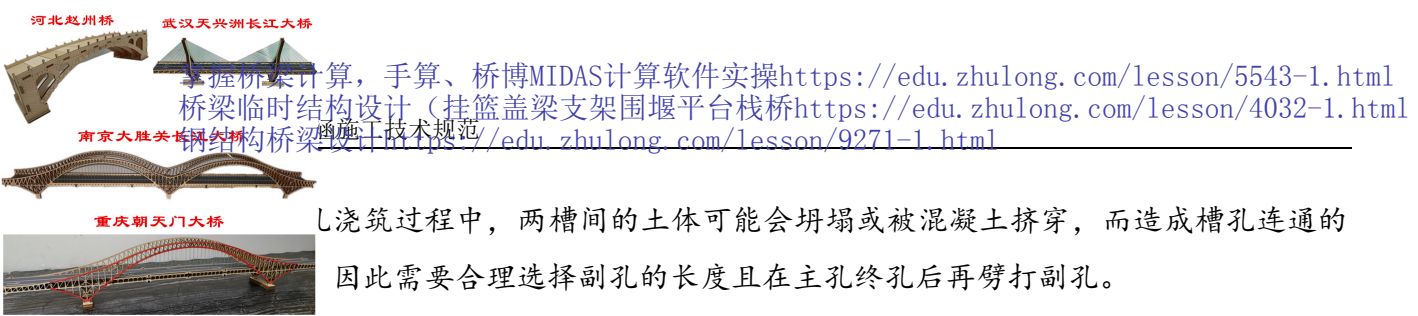 河北赵州桥
武汉天兴洲长江大桥
掌握桥梁计算，手算、桥博MIDAS计算软件实操https://edu.zhulong.com/lesson/5543-1.html
桥梁临时结构设计（挂篮盖梁支架围堰平台栈桥https://edu.zhulong.com/lesson/4032-1.html
南京大胜关长江大桥
钢结构桥梁设计https://edu.zhulong.com/lesson/9271-1.html
涵施工技术规范
浇筑过程中，两槽间的土体可能会坍塌或被混凝土挤穿，而造成槽孔连通的
重庆朝天门大桥
因此需要合理选择副孔的长度且在主孔终孔后再劈打副孔。